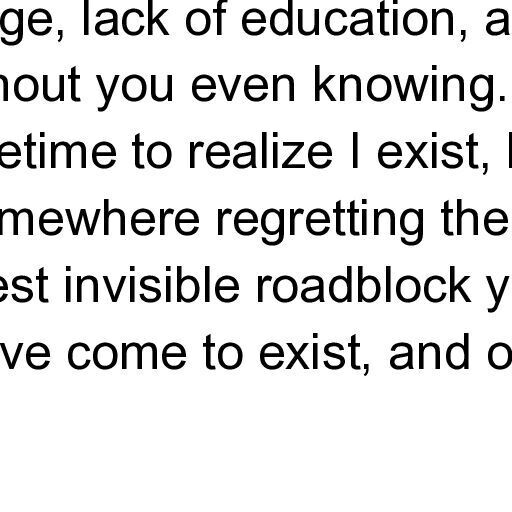 ge, lack of education, a
hout you even knowing.
etime to realize I exist,
mewhere regretting the
est invisible roadblock y
ve come to exist, and o